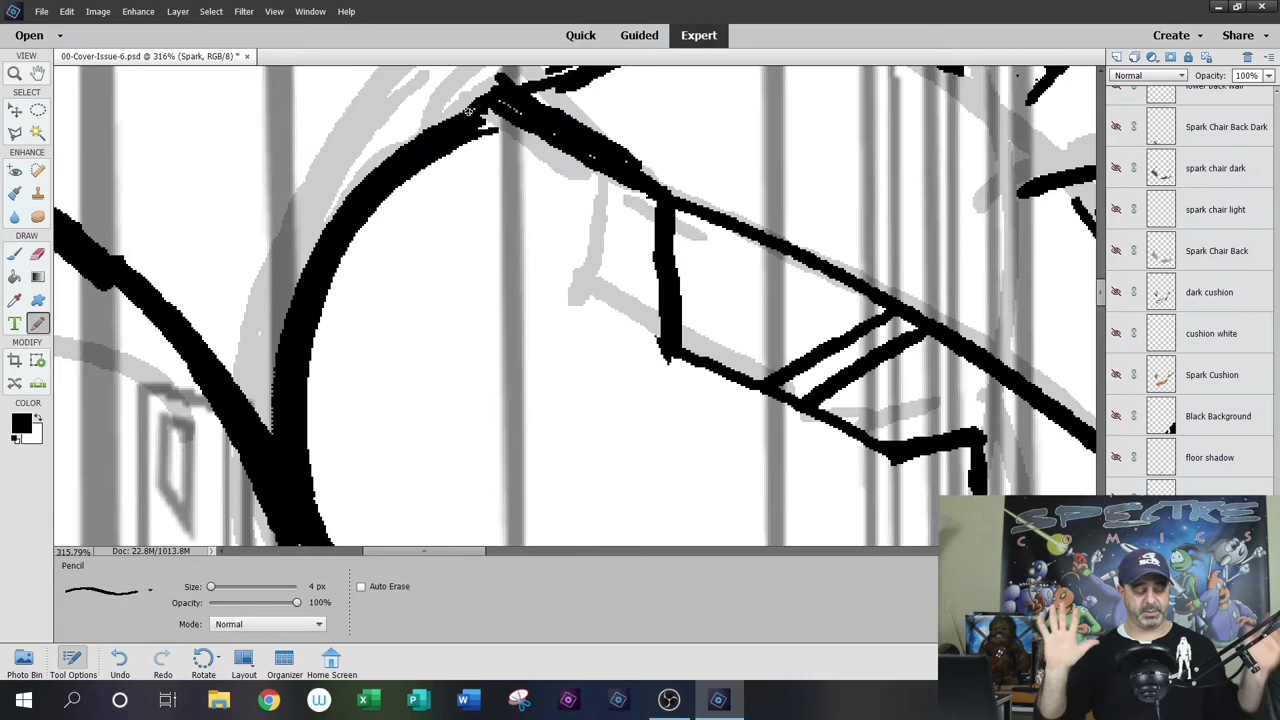 File Edit Image Enhance Layer Select Filter View Window Help
Open Quick Guided Expert Create Share
00-Cover-Issue-6.psd @ 316% (Spark, RGB/8) * ×
VIEW
SELECT
ENHANCE
DRAW
MODIFY
COLOR
Normal Opacity: 100%
lower back wall
Spark Chair Back Dark
spark chair dark
spark chair light
Spark Chair Back
dark cushion
cushion white
Spark Cushion
Black Background
floor shadow
315.79% Doc: 22.8M/1013.8M
Pencil
Size: 4 px
Opacity: 100%
Mode: Normal
Auto Erase
Photo Bin Tool Options Undo Redo Rotate Layout Organizer Home Screen
SPECTRE
COMICS
SOX